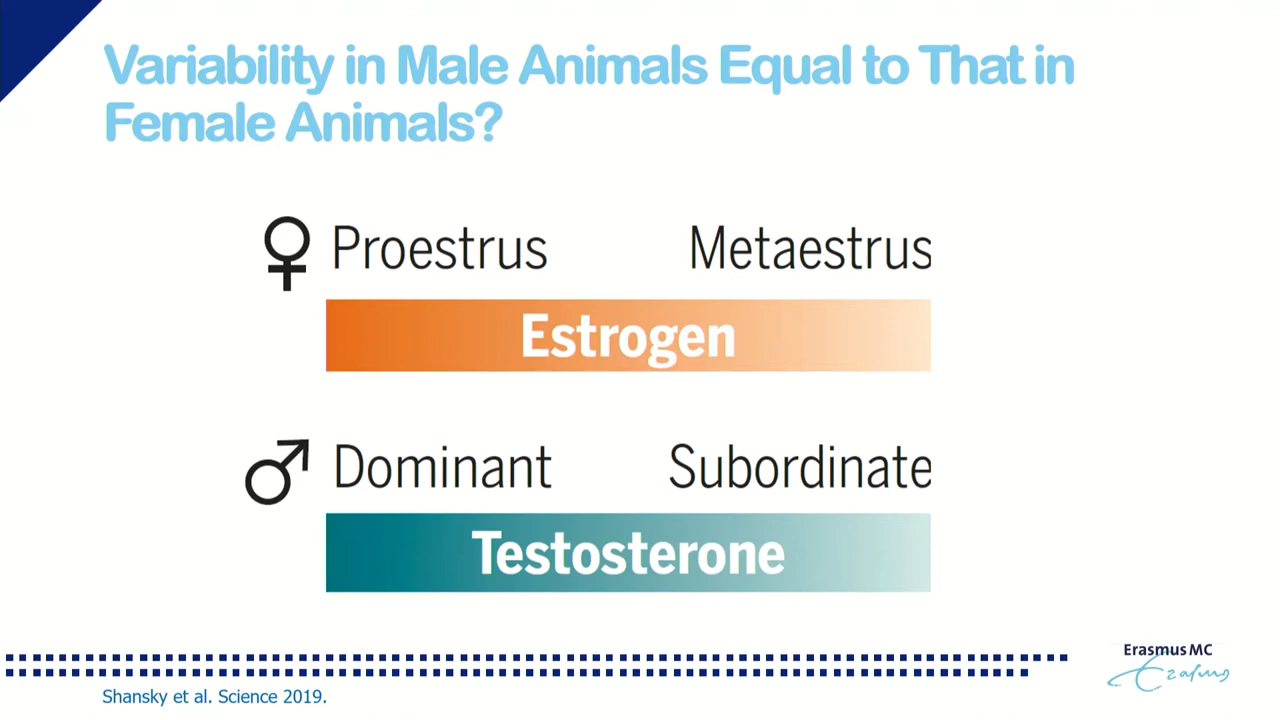 Variability in Male Animals Equal to That in
Female Animals?
♀ Proestrus Metaestrus
Estrogen
♂ Dominant Subordinate
Testosterone
Erasmus MC
Erasmus
Shansky et al. Science 2019.